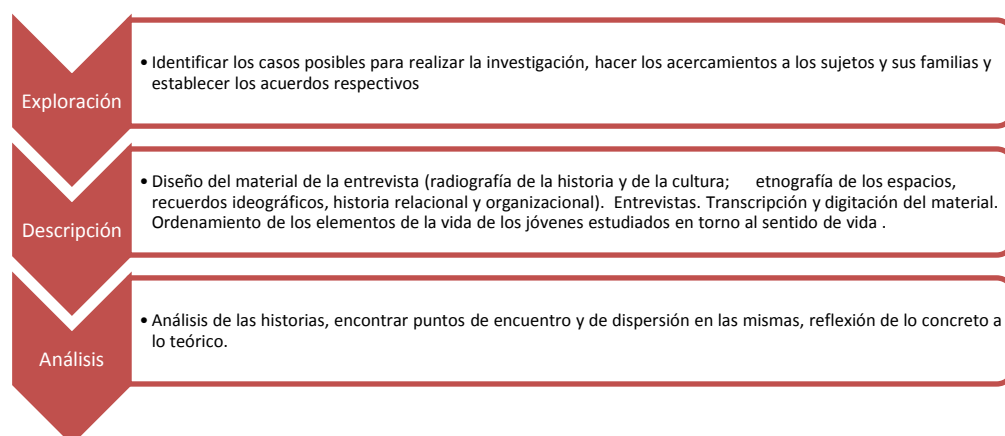 Exploración
• Identificar los casos posibles para realizar la investigación, hacer los acercamientos a los sujetos y sus familias y
establecer los acuerdos respectivos
Descripción
• Diseño del material de la entrevista (radiografía de la historia y de la cultura; etnografía de los espacios,
recuerdos ideográficos, historia relacional y organizacional). Entrevistas. Transcripción y digitación del material.
Ordenamiento de los elementos de la vida de los jóvenes estudiados en torno al sentido de vida .
Análisis
• Análisis de las historias, encontrar puntos de encuentro y de dispersión en las mismas, reflexión de lo concreto a
lo teórico.